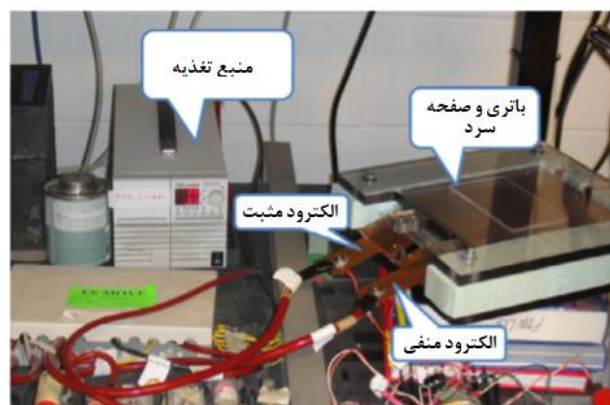 منبع تغذیه
باتری و صفحه
سرد
الکترود مثبت
الکترود منفی